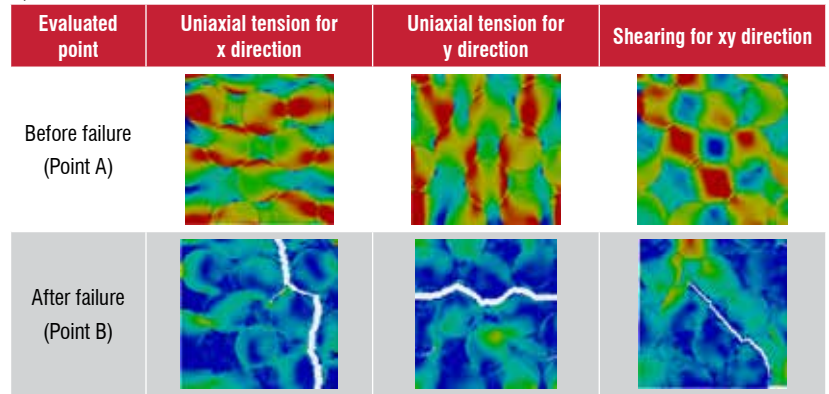 Evaluated
point
Uniaxial tension for
x direction
Uniaxial tension for
y direction
Shearing for xy direction
Before failure
(Point A)
After failure
(Point B)